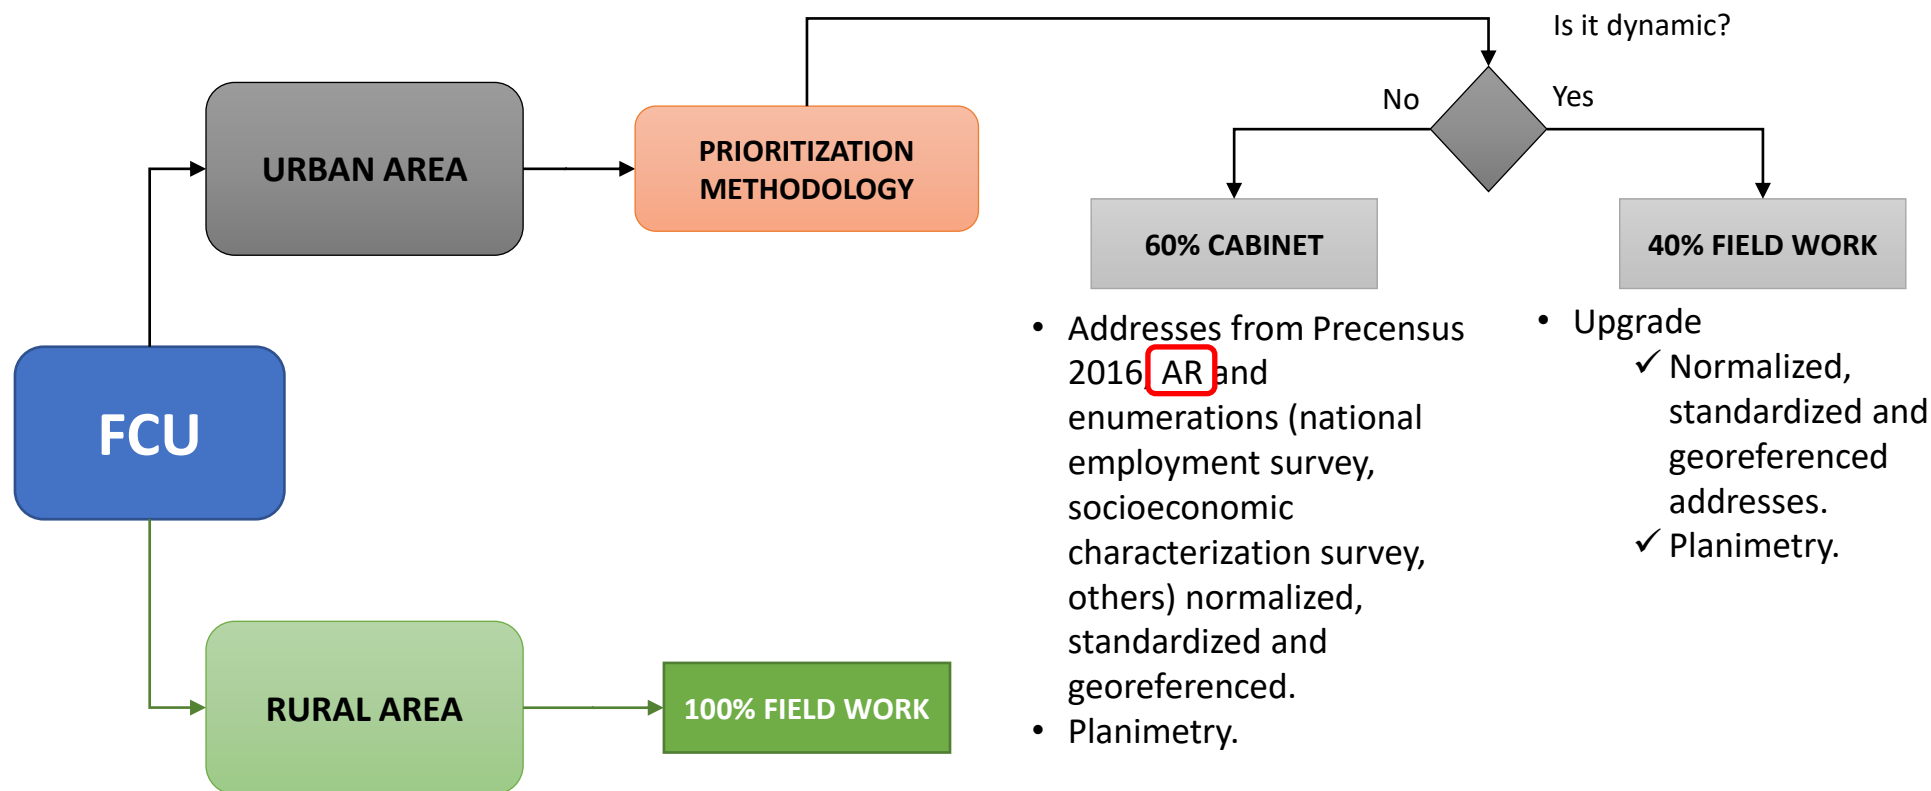 Is it dynamic?
No
Yes
URBAN AREA
PRIORITIZATION
METHODOLOGY
60% CABINET
40% FIELD WORK
• Addresses from Precensus
2016, AR and
enumerations (national
employment survey,
socioeconomic
characterization survey,
others) normalized,
standardized and
georeferenced.
• Planimetry.
• Upgrade
✓ Normalized,
standardized and
georeferenced
addresses.
✓ Planimetry.
FCU
RURAL AREA
100% FIELD WORK